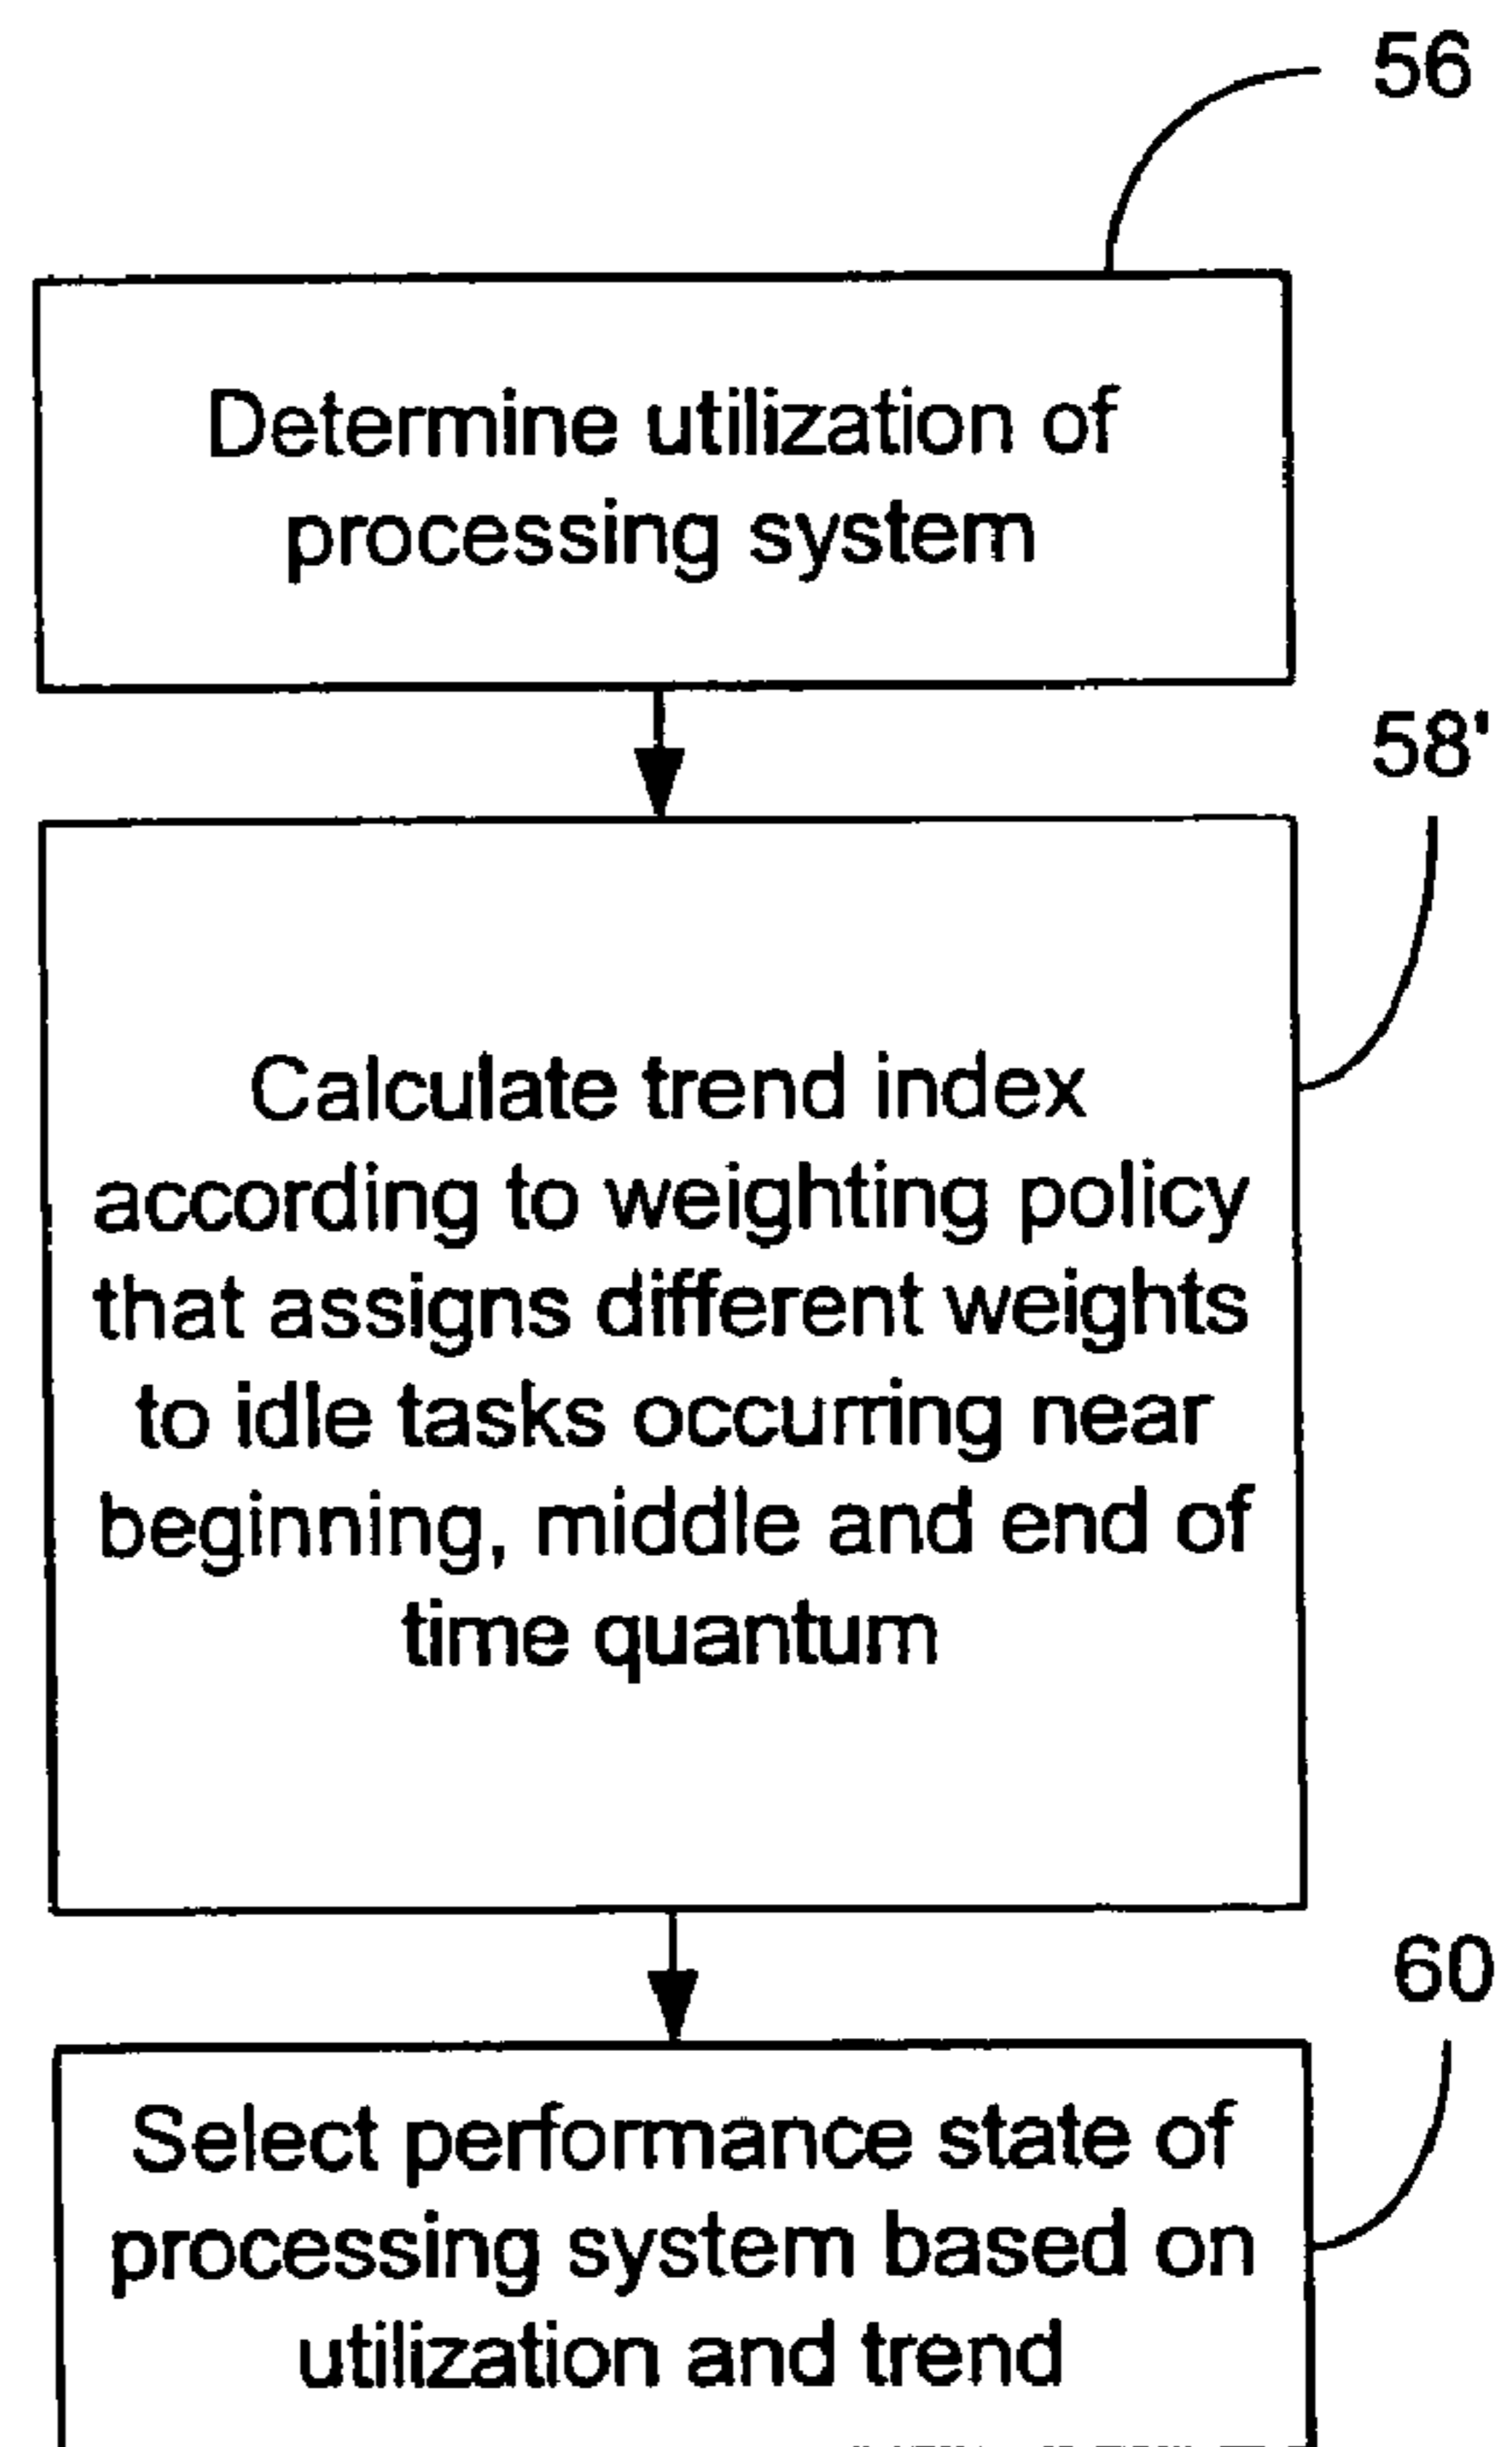 56
Determine utilization of
processing system
58'
Calculate trend index
according to weighting policy
that assigns different weights
to idle tasks occurring near
beginning, middle and end of
time quantum
60
Select performance state of
processing system based on
utilization and trend